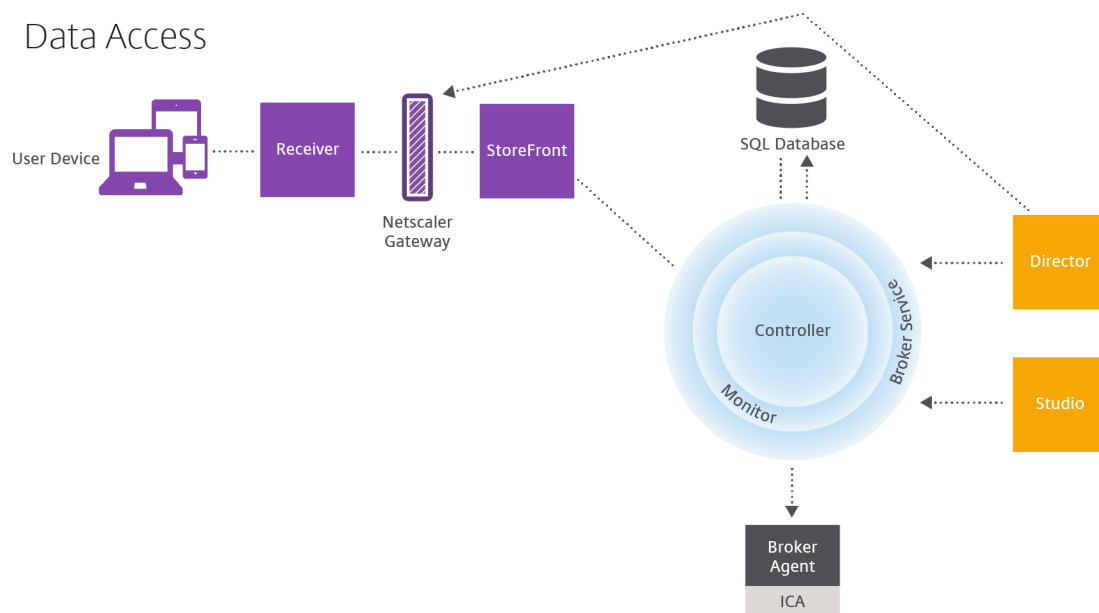 Data Access
User Device
Receiver
Netscaler
Gateway
StoreFront
SQL Database
Director
Controller
Monitor
Broker Service
Studio
Broker
Agent
ICA